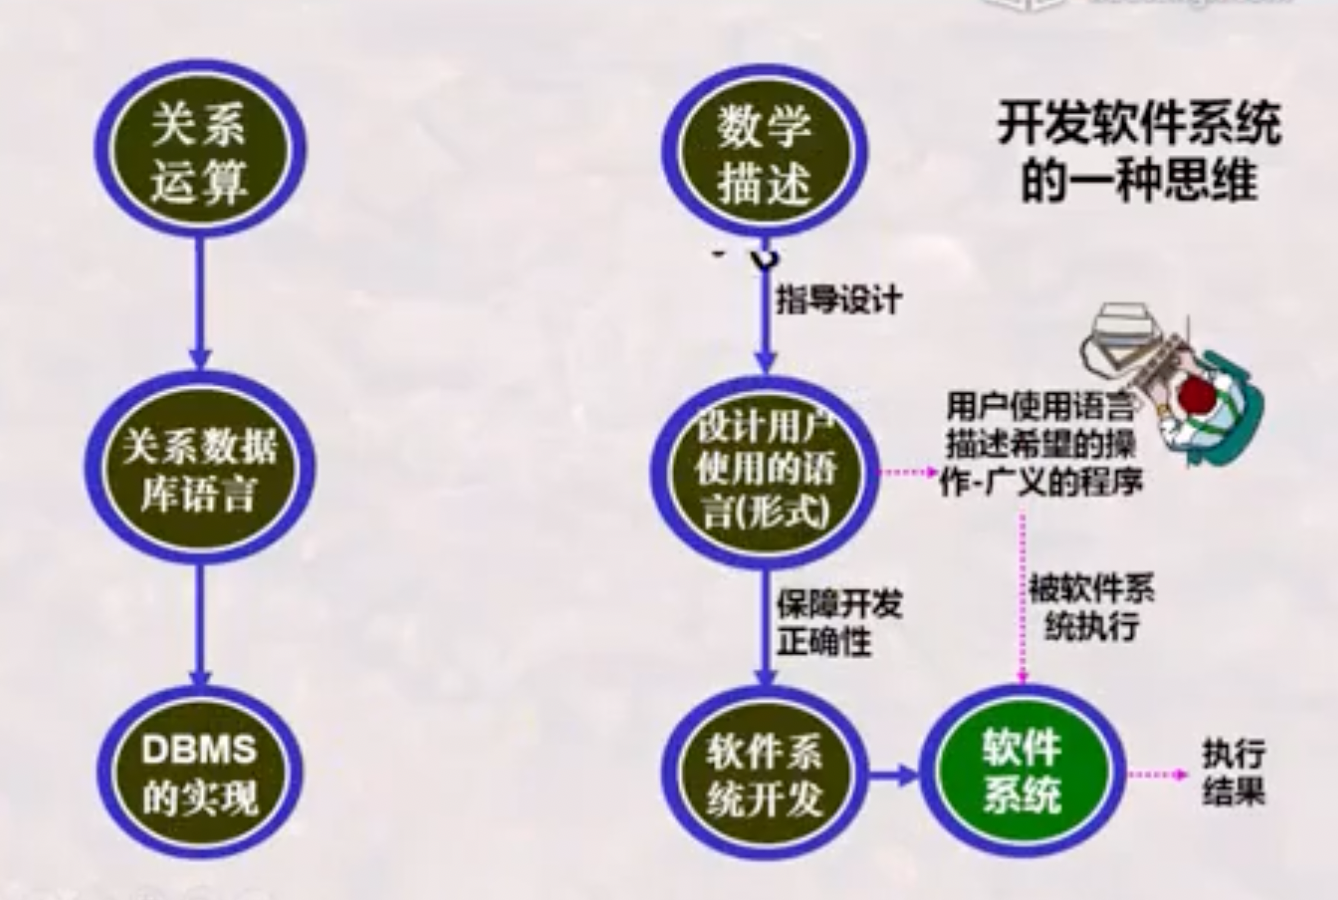 关系
运算
关系数据
库语言
DBMS
的实现
数学
描述
指导设计
设计用户
使用的语
言(形式)
保障开发
正确性
软件系
统开发
开发软件系统
的一种思维
用户使用语言
描述希望的操
作-广义的程序
被软件系
统执行
软件
系统
执行
结果